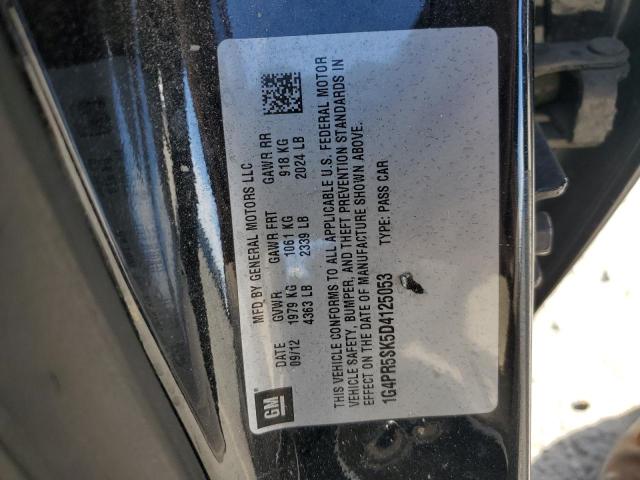 MFD BY GENERAL MOTORS LLC
DATE GVWR GAWR FRT GAWR RR
09/12 1979 KG 1061 KG 918 KG
4363 LB 2339 LB 2024 LB
THIS VEHICLE CONFORMS TO ALL APPLICABLE U.S. FEDERAL MOTOR
VEHICLE SAFETY, BUMPER, AND THEFT PREVENTION STANDARDS IN
EFFECT ON THE DATE OF MANUFACTURE SHOWN ABOVE.
1G4PR5SK5D4125053 TYPE: PASS CAR
GM